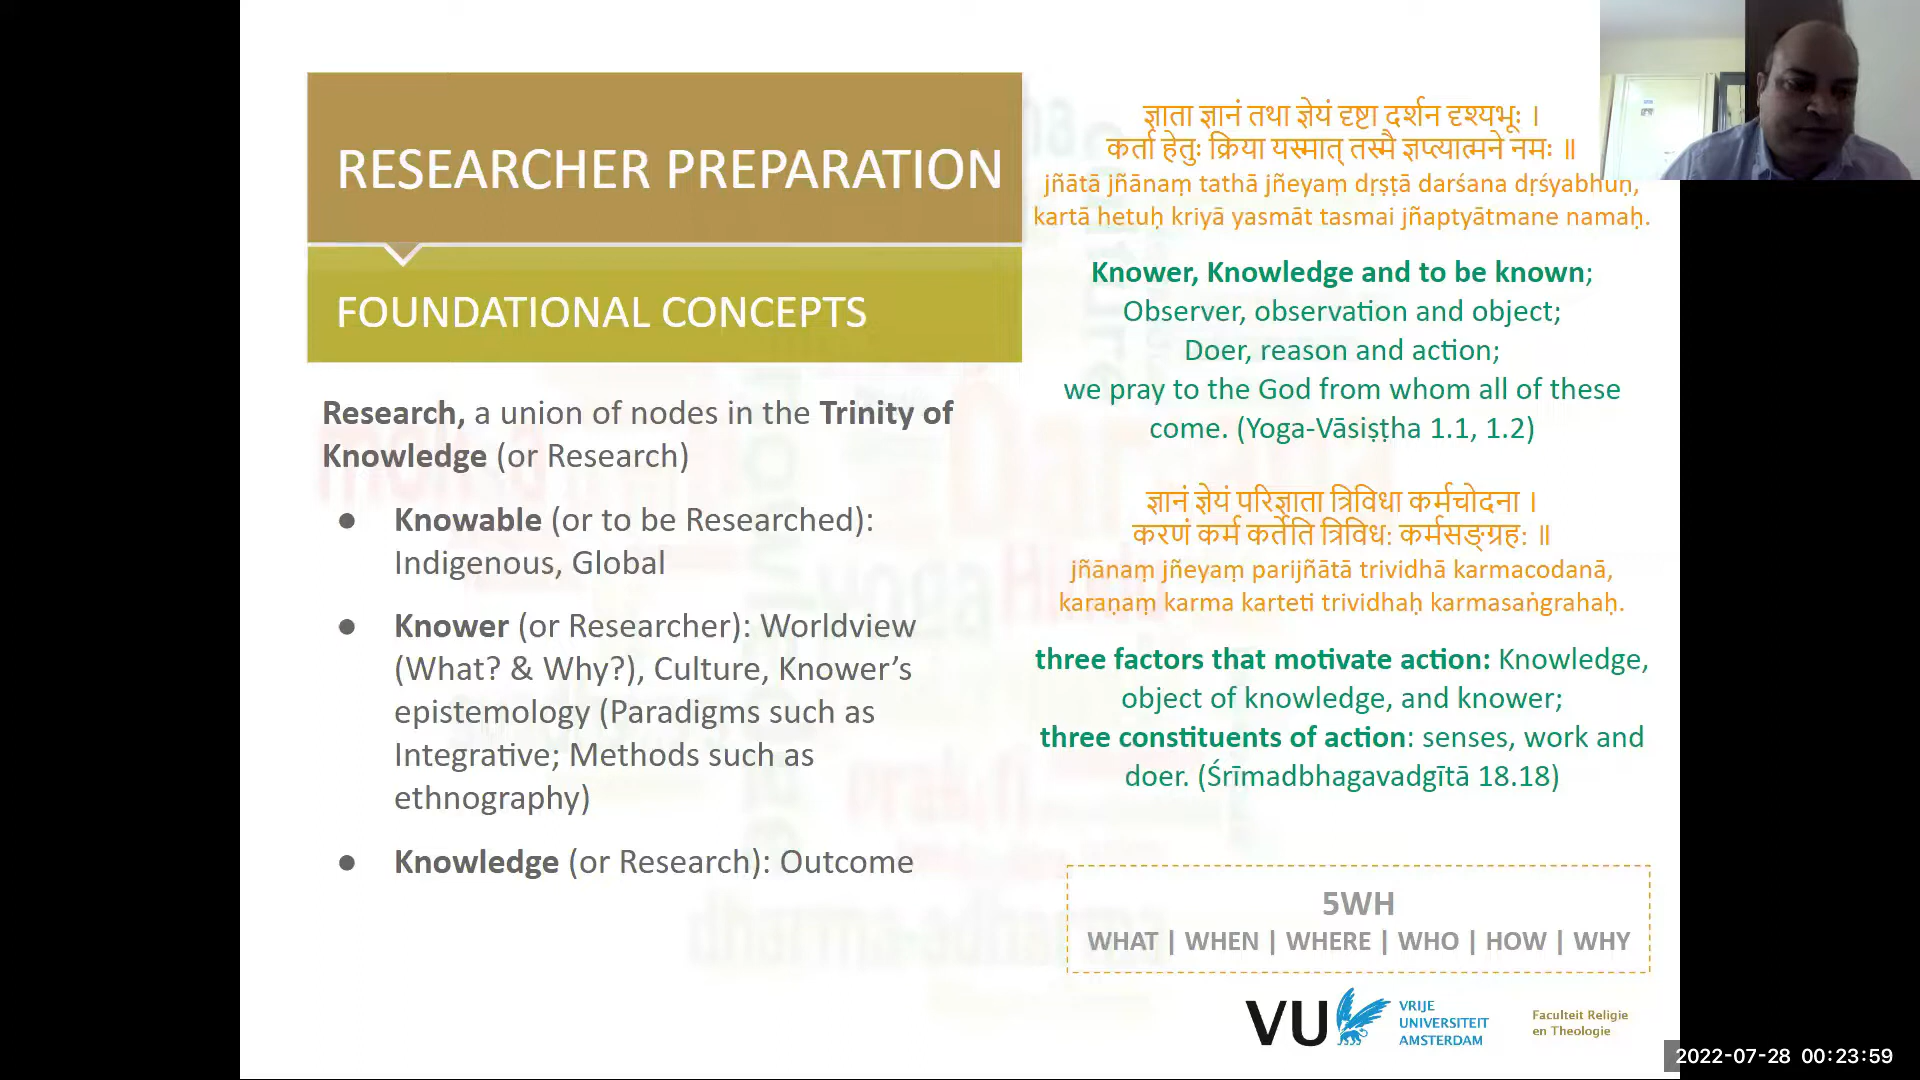 RESEARCHER PREPARATION
FOUNDATIONAL CONCEPTS
Research, a union of nodes in the Trinity of
Knowledge (or Research)
● Knowable (or to be Researched):
Indigenous, Global
● Knower (or Researcher): Worldview
(What? & Why?), Culture, Knower’s
epistemology (Paradigms such as
Integrative; Methods such as
ethnography)
● Knowledge (or Research): Outcome
ज्ञाता ज्ञानं तथा ज्ञेयं दृष्टा दर्शन दृश्यभूः ।
कर्ता हेतुः क्रिया यस्मात् तस्मै ज्ञप्त्यात्मने नमः ॥
jñātā jñānaṃ tathā jñeyaṃ dṛṣṭā darśana dṛśyabhuḥ,
kartā hetuḥ kriyā yasmāt tasmai jñaptyātmane namaḥ.
Knower, Knowledge and to be known;
Observer, observation and object;
Doer, reason and action;
we pray to the God from whom all of these
come. (Yoga-Vāsiṣṭha 1.1, 1.2)
ज्ञानं ज्ञेयं परिज्ञाता त्रिविधा कर्मचोदना ।
करणं कर्म कर्तेति त्रिविधः कर्मसङ्ग्रहः ॥
jñānaṃ jñeyaṃ parijñātā trividhā karmacodanā,
karaṇaṃ karma karteti trividhaḥ karmasaṅgrahaḥ.
three factors that motivate action: Knowledge,
object of knowledge, and knower;
three constituents of action: senses, work and
doer. (Śrīmadbhagavadgītā 18.18)
5WH
WHAT | WHEN | WHERE | WHO | HOW | WHY
VU VRIJE
UNIVERSITEIT
AMSTERDAM
Faculteit Religie
en Theologie
2022-07-28 00:23:59